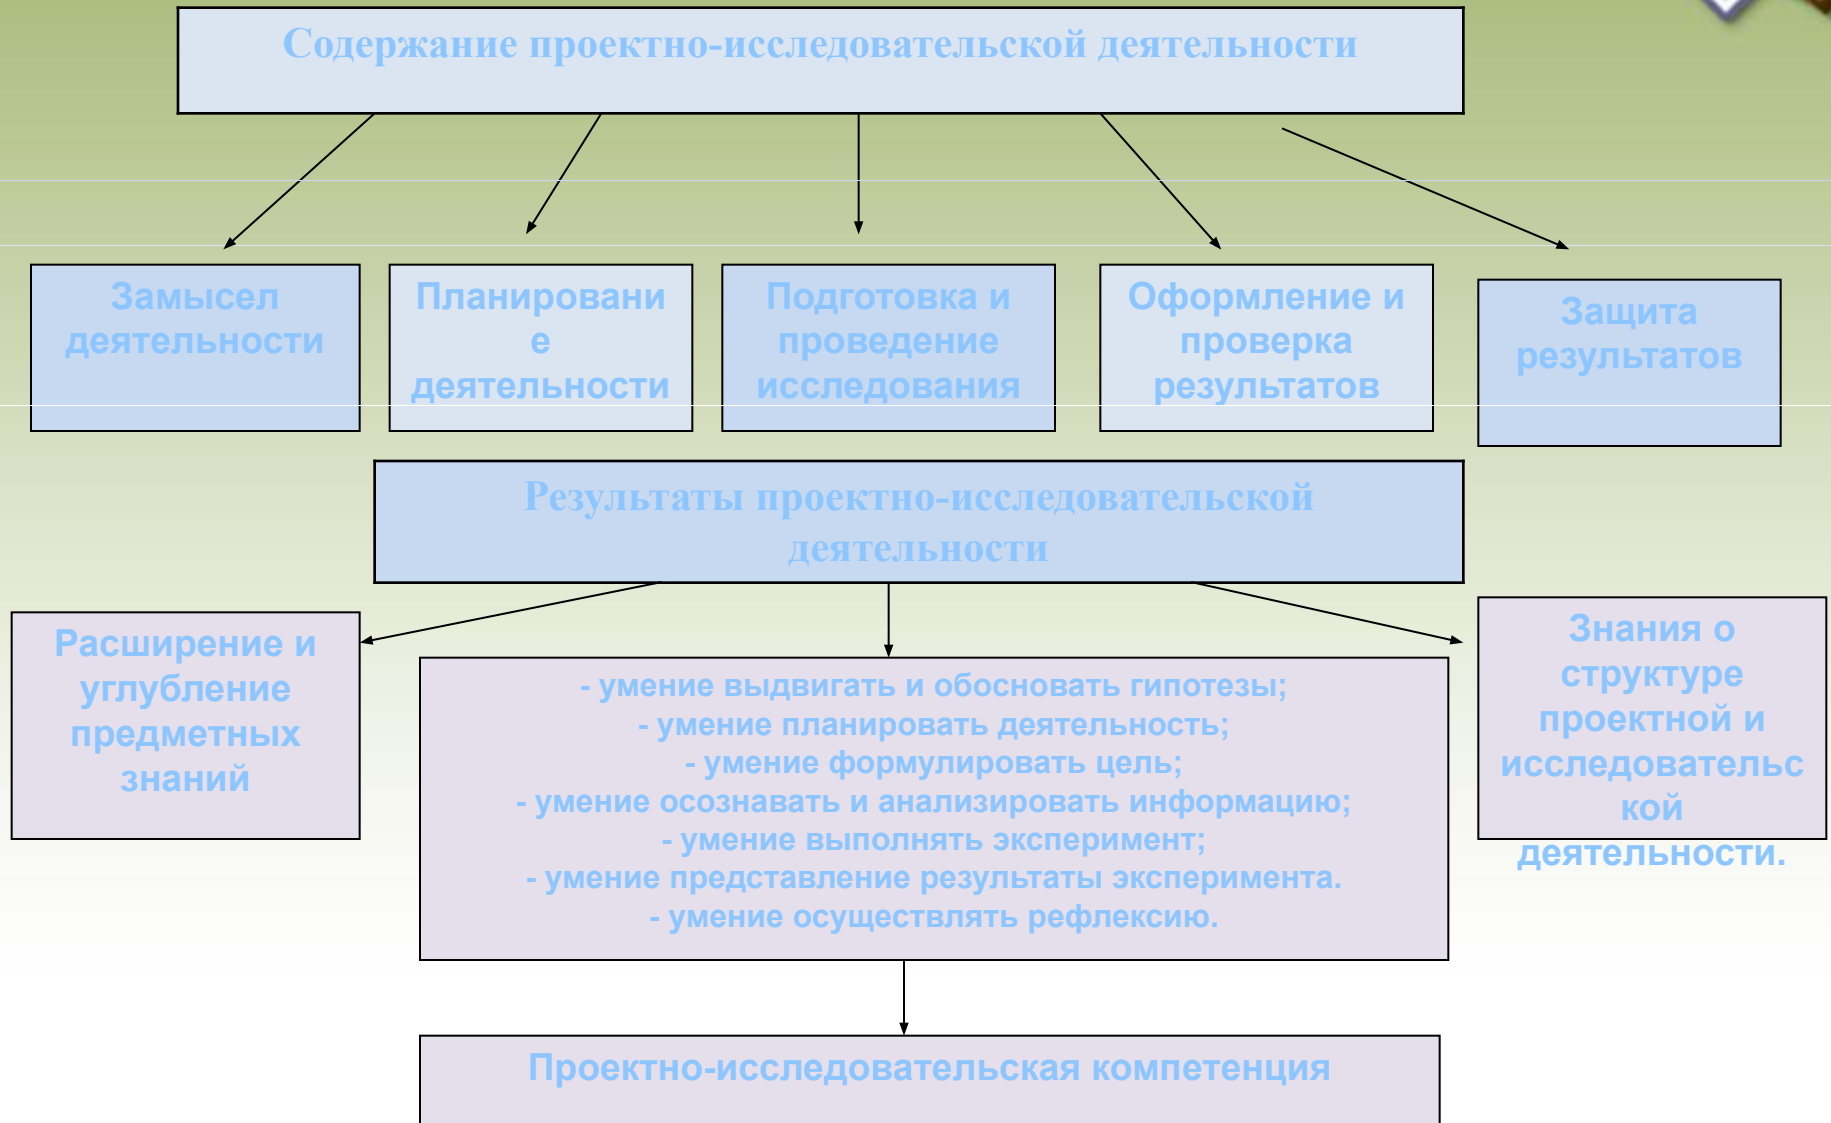 Содержание проектно-исследовательской деятельности
Замысел
деятельности
Планировани
е
деятельности
Подготовка и
проведение
исследования
Оформление и
проверка
результатов
Защита
результатов
Результаты проектно-исследовательской
деятельности
Расширение и
углубление
предметных
знаний
- умение выдвигать и обосновать гипотезы;
- умение планировать деятельность;
- умение формулировать цель;
- умение осознавать и анализировать информацию;
- умение выполнять эксперимент;
- умение представление результаты эксперимента.
- умение осуществлять рефлексию.
Знания о
структуре
проектной и
исследовательс
кой
деятельности.
Проектно-исследовательская компетенция